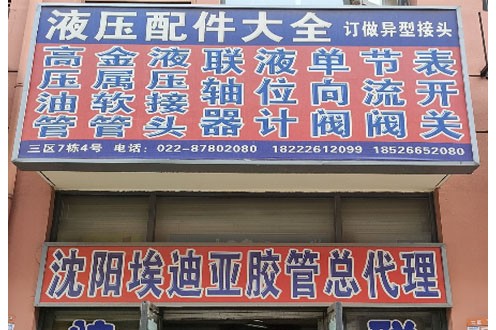 液压配件大全 订做异型接头
高压油管 金属软管 液压接头 联轴器 液位计 单向阀 节流阀 表开关
三区7栋4号 电话：022-87802080 18222612099 18526652080
沈阳埃迪亚胶管总代理